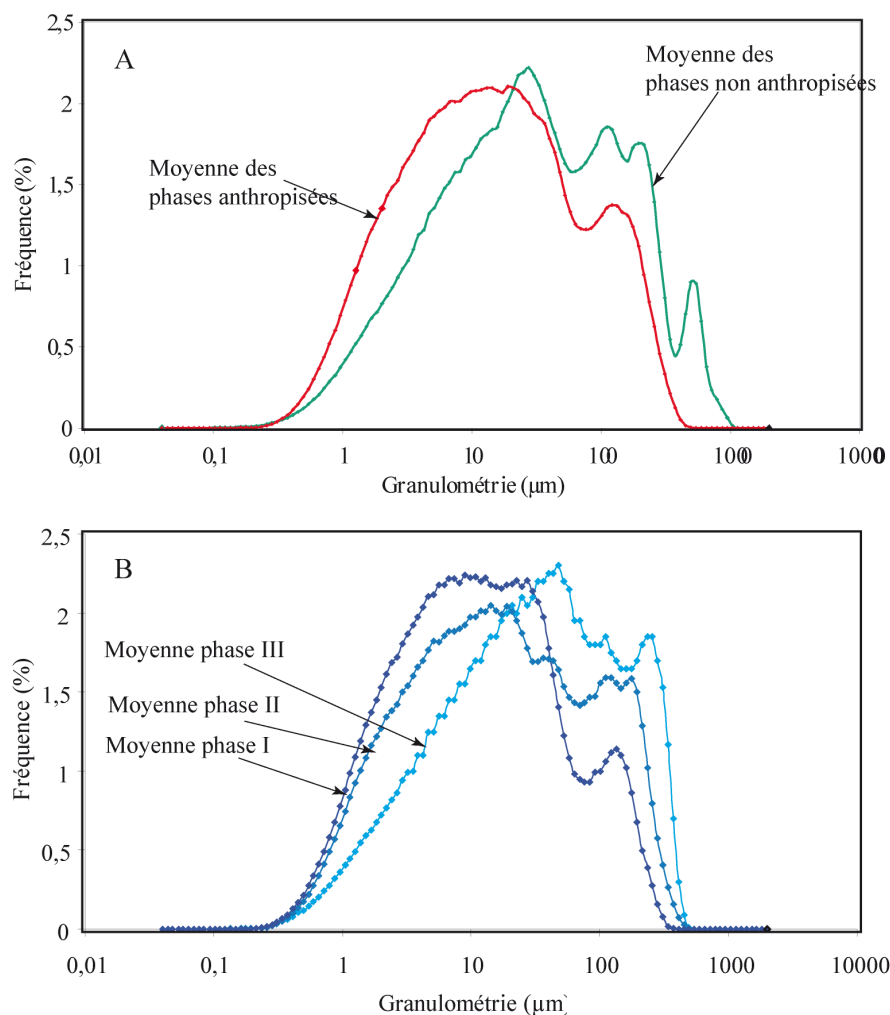 2,5
A
Moyenne des
phases non anthropisées
2
Moyenne des
phases anthropisées
1,5
Fréquence (%)
1
0,5
0
0,01
0,1
1
10
100
1000
10000
Granulométrie (µm)
2,5
B
2
Moyenne phase III
1,5
Moyenne phase II
Moyenne phase I
Fréquence (%)
1
0,5
0
0,01
0,1
1
10
100
1000
10000
Granulométrie (µm)